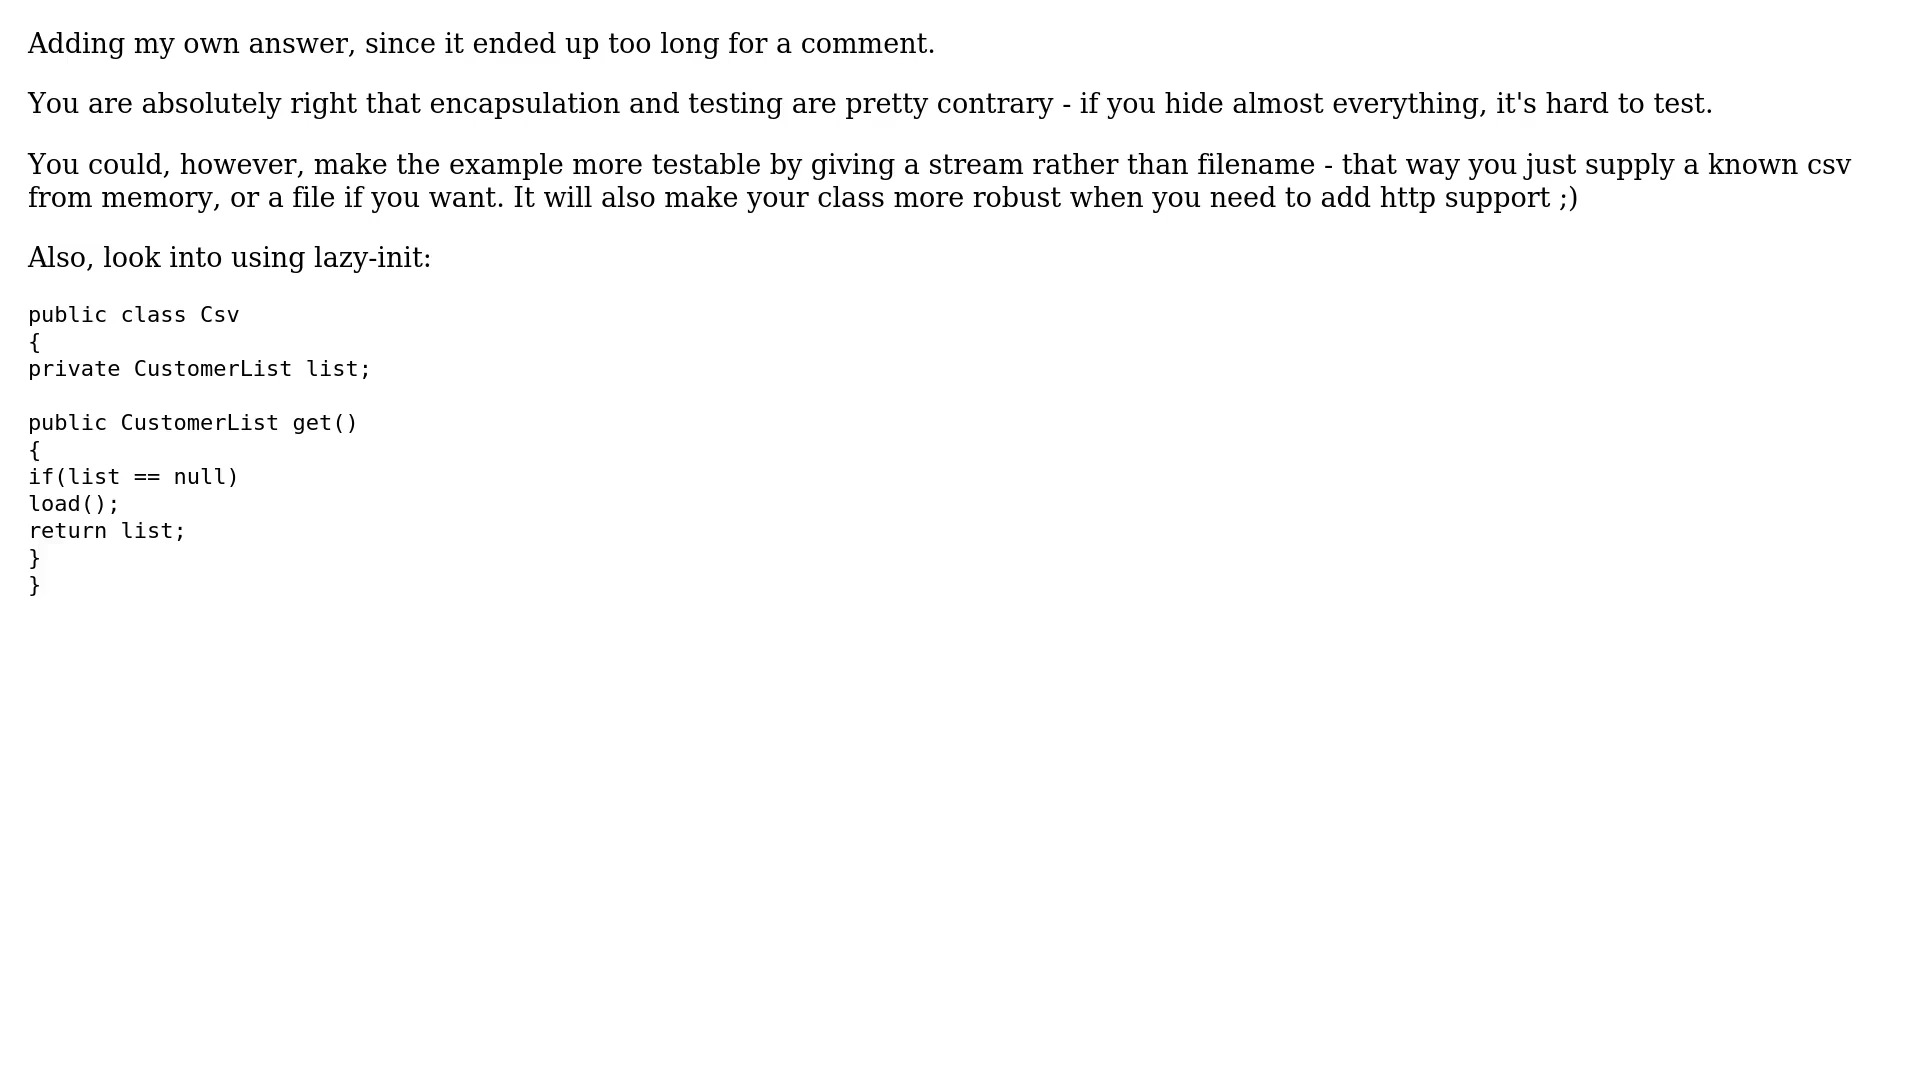 Adding my own answer, since it ended up too long for a comment.
You are absolutely right that encapsulation and testing are pretty contrary - if you hide almost everything, it's hard to test.
You could, however, make the example more testable by giving a stream rather than filename - that way you just supply a known csv
from memory, or a file if you want. It will also make your class more robust when you need to add http support ;)
Also, look into using lazy-init:
public class Csv
{
private CustomerList list;
public CustomerList get()
{
if(list == null)
load();
return list;
}
}